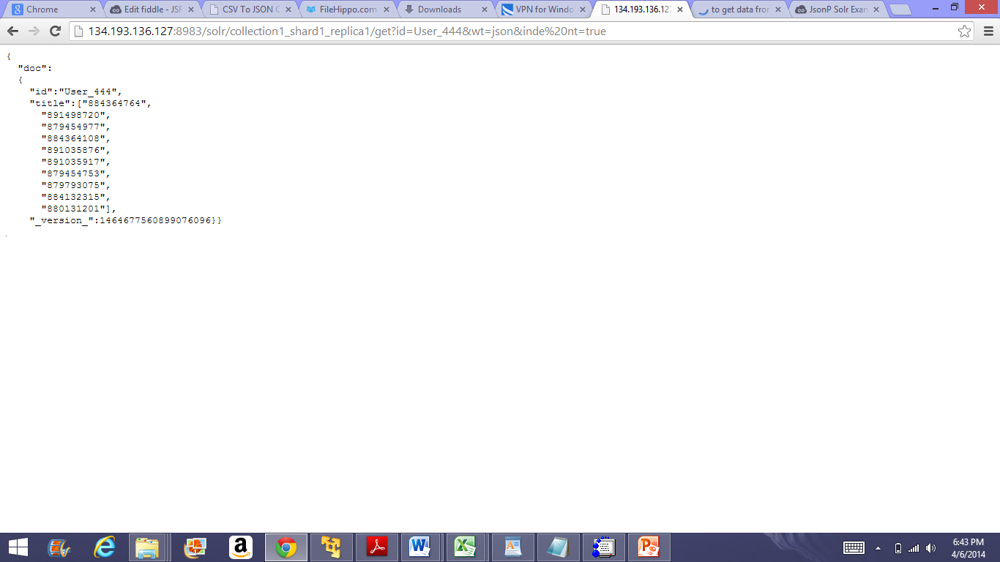 Chrome
Edit fiddle - JSF
CSV To JSON C
FileHippo.com
Downloads
VPN for Windo
134.193.136.127
to get data fror
JsonP Solr Exan
134.193.136.127:8983/solr/collection1_shard1_replica1/get?id=User_444&wt=json&inde%20nt=true
{
"doc":
{
"id":"User_444",
"title":["884364764",
"891498720",
"879454977",
"884364108",
"891035876",
"891035917",
"879454753",
"879793075",
"884132315",
"880131201"],
"_version_":1464677560899076096}}
6:43 PM
4/6/2014